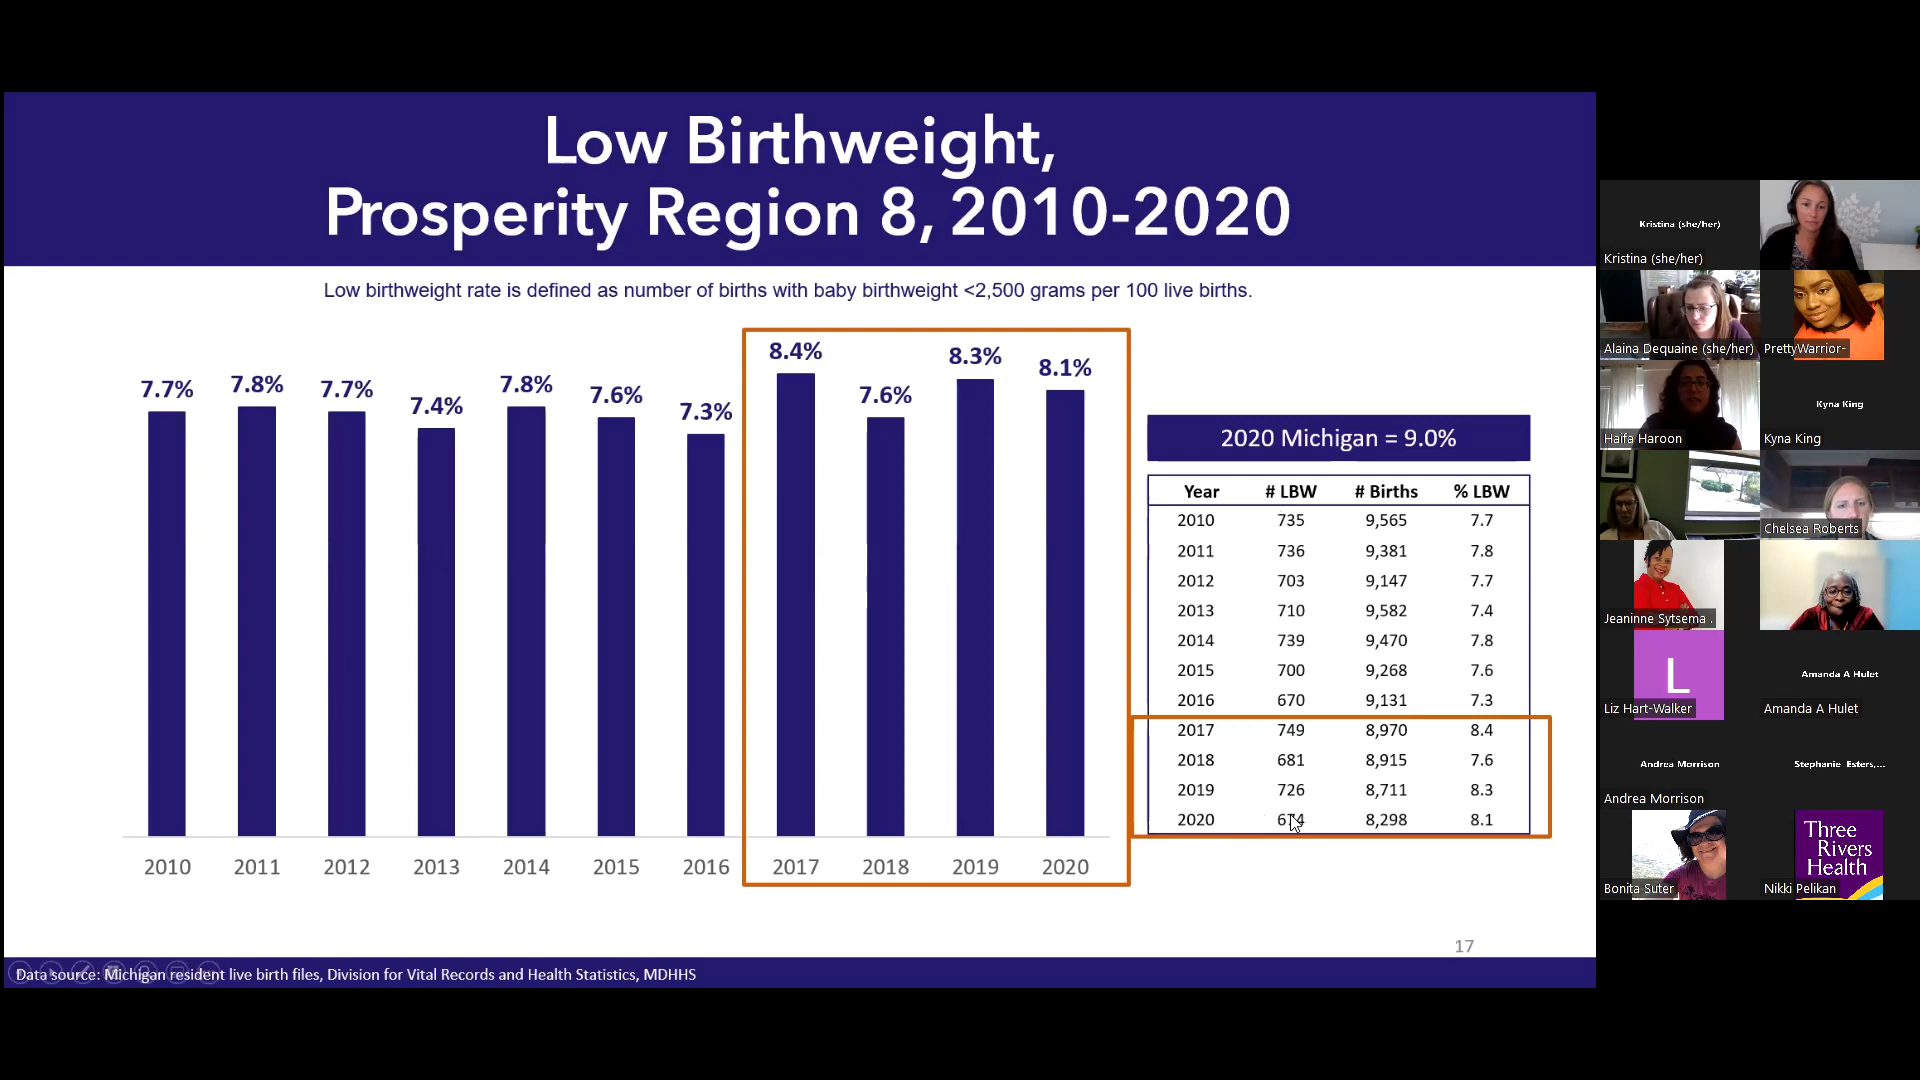 Low Birthweight,
Prosperity Region 8, 2010-2020
Low birthweight rate is defined as number of births with baby birthweight <2,500 grams per 100 live births.
7.7%
7.8%
7.7%
7.4%
7.8%
7.6%
7.3%
8.4%
7.6%
8.3%
8.1%
2010 2011 2012 2013 2014 2015 2016 2017 2018 2019 2020
2020 Michigan = 9.0%
Year # LBW # Births % LBW
2010 735 9,565 7.7
2011 736 9,381 7.8
2012 703 9,147 7.7
2013 710 9,582 7.4
2014 739 9,470 7.8
2015 700 9,268 7.6
2016 670 9,131 7.3
2017 749 8,970 8.4
2018 681 8,915 7.6
2019 726 8,711 8.3
2020 8,298 8.1
17
Data source: Michigan resident live birth files, Division for Vital Records and Health Statistics, MDHHS
Kristina (she/her)
Kristina (she/her)
Alaina Dequaine (she/her)
PrettyWarrior-
Haifa Haroon
Kyna King
Kyna King
Chelsea Roberts
Jeaninne Sytsema .
L
Liz Hart-Walker
Amanda A Hulet
Amanda A Hulet
Andrea Morrison
Andrea Morrison
Stephanie Esters,...
Bonita Suter
Three
Rivers
Health
Nikki Pelikan